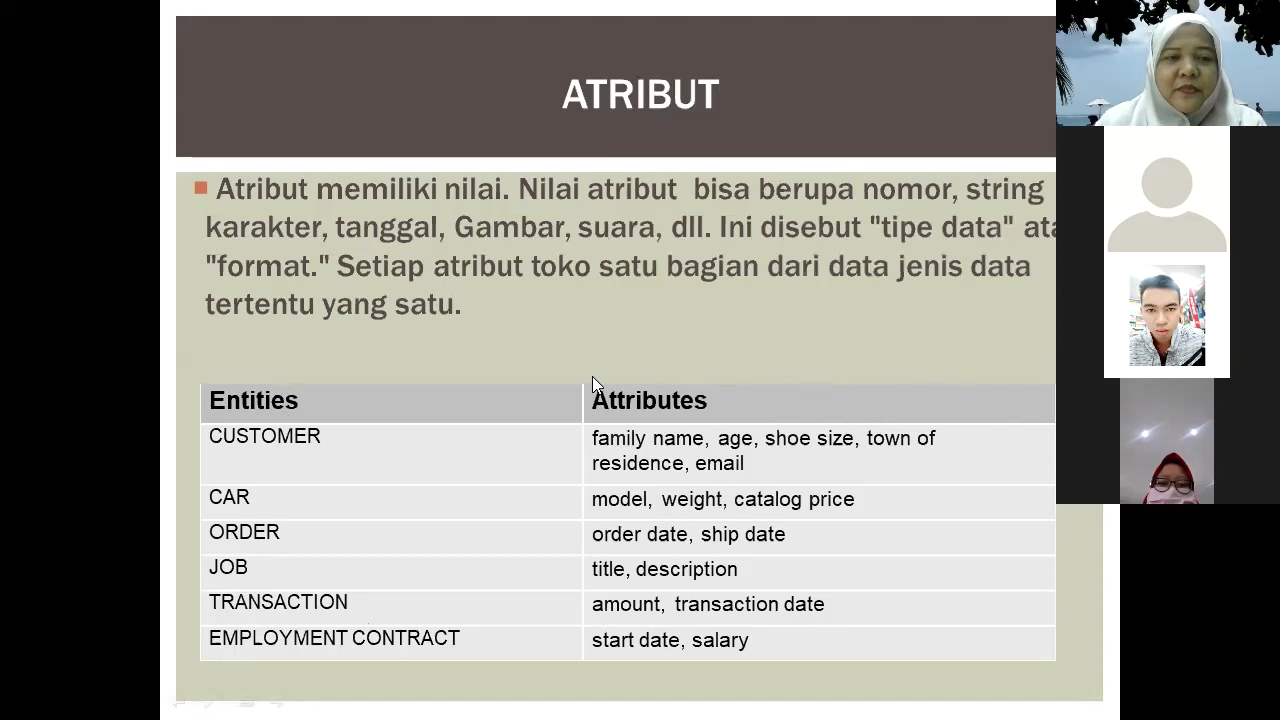 ATRIBUT
Atribut memiliki nilai. Nilai atribut bisa berupa nomor, string
karakter, tanggal, Gambar, suara, dll. Ini disebut "tipe data"
"format." Setiap atribut toko satu bagian dari data jenis data
tertentu yang satu.
Entities Attributes
CUSTOMER family name, age, shoe size, town of
residence, email
CAR model, weight, catalog price
ORDER order date, ship date
JOB title, description
TRANSACTION amount, transaction date
EMPLOYMENT CONTRACT start date, salary